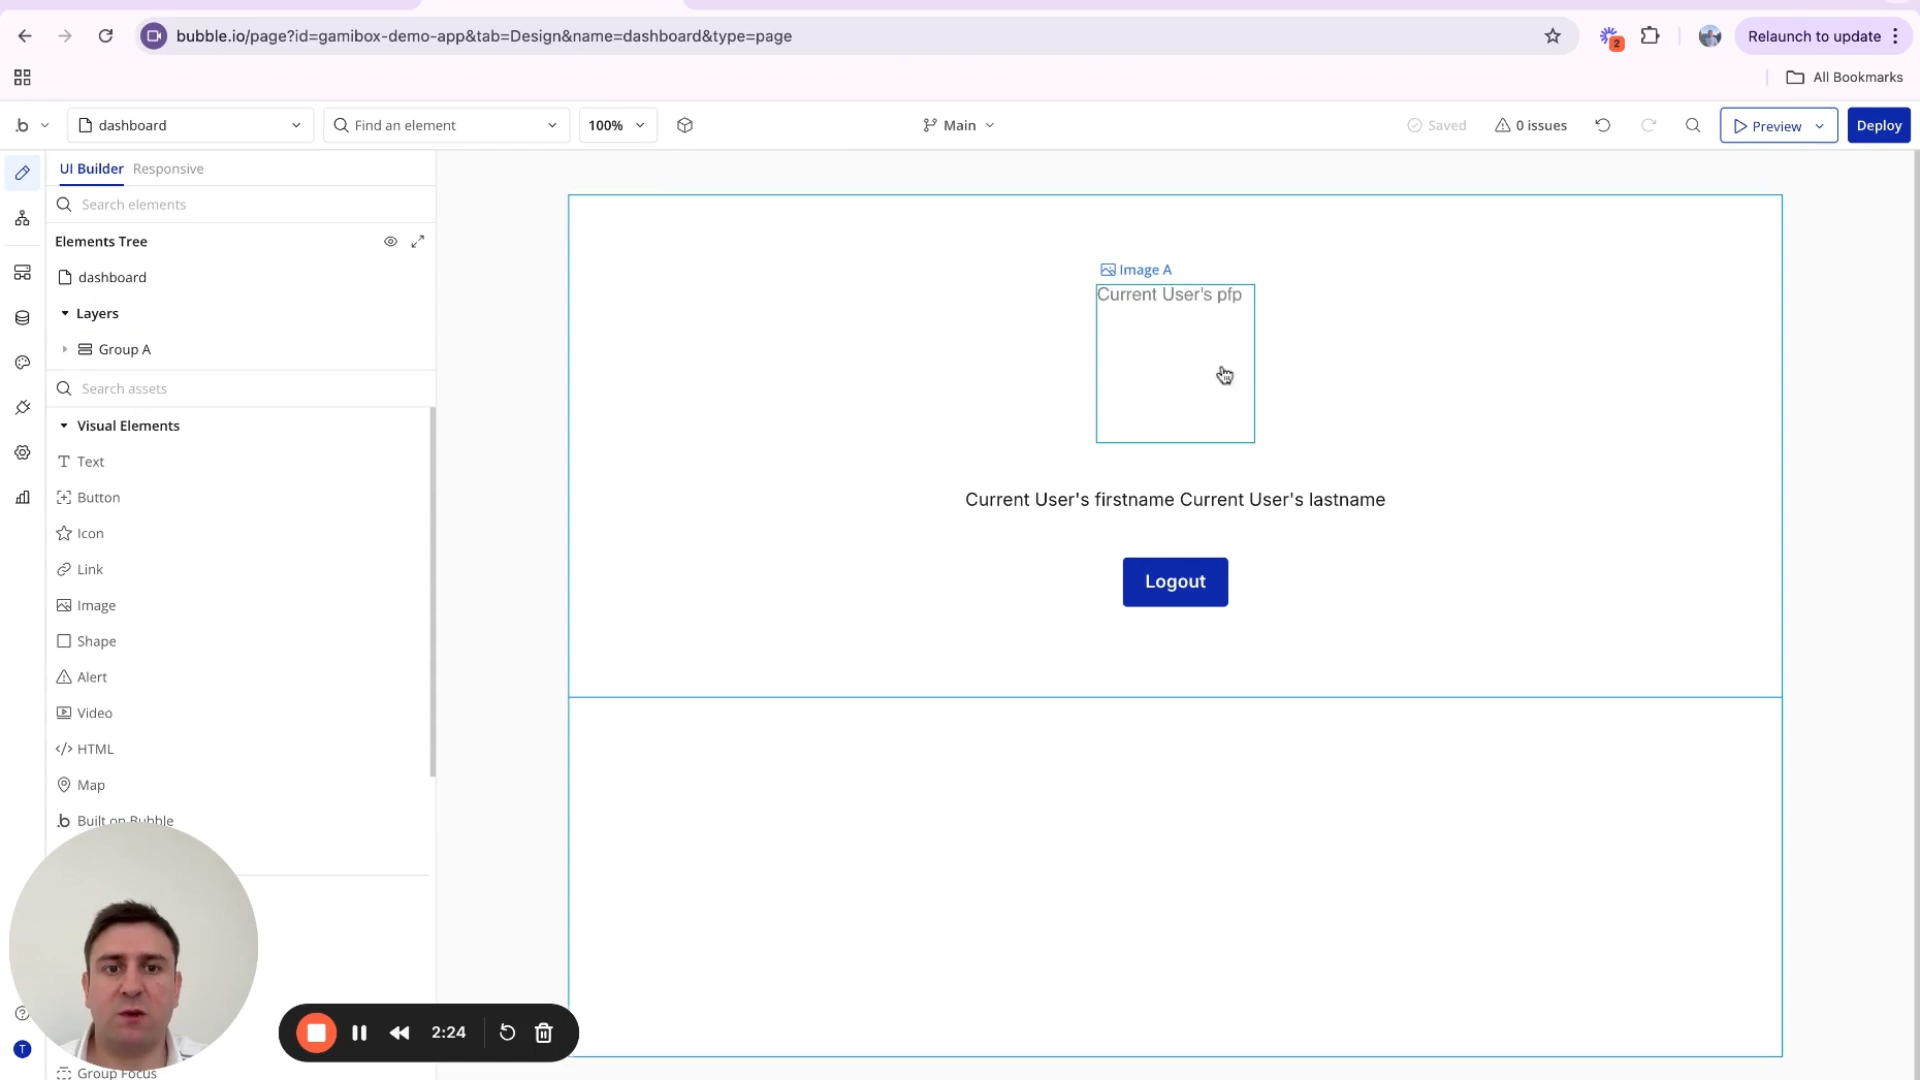 bubble.io/page?id=gamibox-demo-app&tab=Design&name=dashboard&type=page
2
Relaunch to update
All Bookmarks
b
dashboard
Find an element
100%
Main
Saved
0 issues
Preview
Deploy
UI Builder
Responsive
Search elements
Elements Tree
dashboard
Layers
Group A
Search assets
Visual Elements
Text
Button
Icon
Link
Image
Shape
Alert
Video
HTML
Map
Built on Bubble
Group Focus
T
2:24
Image A
Current User's pfp
Current User's firstname Current User's lastname
Logout